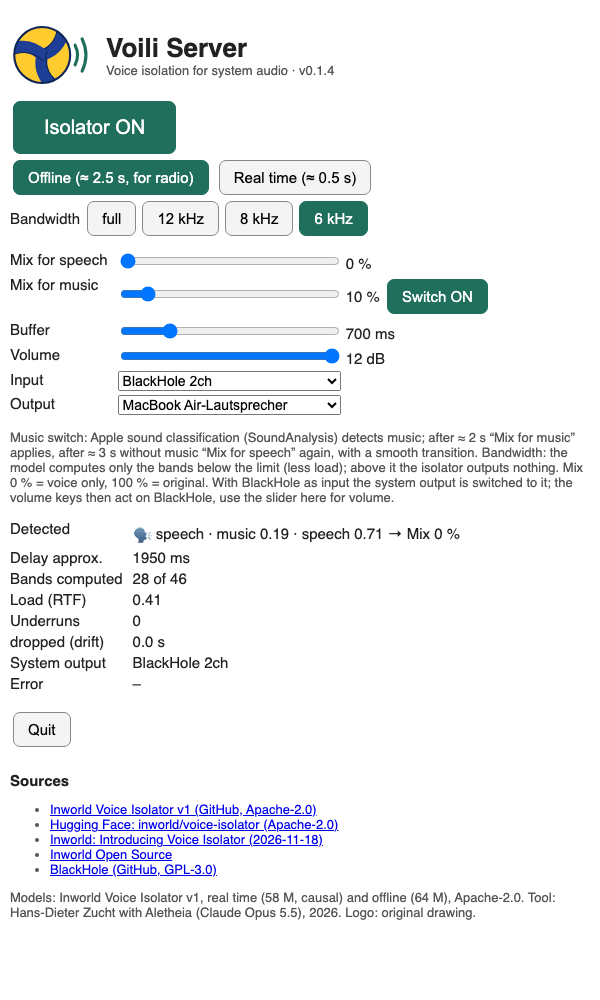 Voili Server
Voice isolation for system audio · v0.1.4
Isolator ON
Offline (≈ 2.5 s, for radio) Real time (≈ 0.5 s)
Bandwidth full 12 kHz 8 kHz 6 kHz
Mix for speech 0 %
Mix for music 10 % Switch ON
Buffer 700 ms
Volume 12 dB
Input BlackHole 2ch
Output MacBook Air-Lautsprecher
Music switch: Apple sound classification (SoundAnalysis) detects music; after ≈ 2 s “Mix for music”
applies, after ≈ 3 s without music “Mix for speech” again, with a smooth transition. Bandwidth: the
model computes only the bands below the limit (less load); above it the isolator outputs nothing. Mix
0 % = voice only, 100 % = original. With BlackHole as input the system output is switched to it; the
volume keys then act on BlackHole, use the slider here for volume.
Detected 🗣 speech · music 0.19 · speech 0.71 → Mix 0 %
Delay approx. 1950 ms
Bands computed 28 of 46
Load (RTF) 0.41
Underruns 0
dropped (drift) 0.0 s
System output BlackHole 2ch
Error –
Quit
Sources
• Inworld Voice Isolator v1 (GitHub, Apache-2.0)
• Hugging Face: inworld/voice-isolator (Apache-2.0)
• Inworld: Introducing Voice Isolator (2026-11-18)
• Inworld Open Source
• BlackHole (GitHub, GPL-3.0)
Models: Inworld Voice Isolator v1, real time (58 M, causal) and offline (64 M), Apache-2.0. Tool:
Hans-Dieter Zucht with Aletheia (Claude Opus 5.5), 2026. Logo: original drawing.